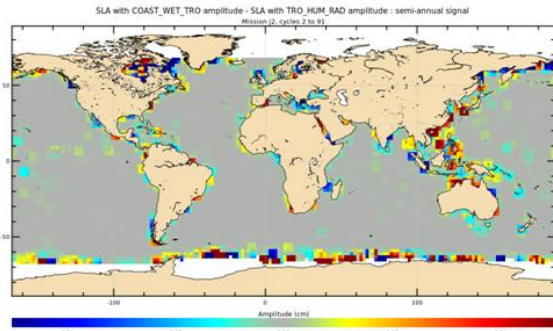 SLA with COAST_WET_TRO amplitude - SLA with TRO_HUM_RAD amplitude : semi-annual signal
Mission j2, cycles 2 to 91
50
0
-50
-100
0
100
Amplitude (cm)